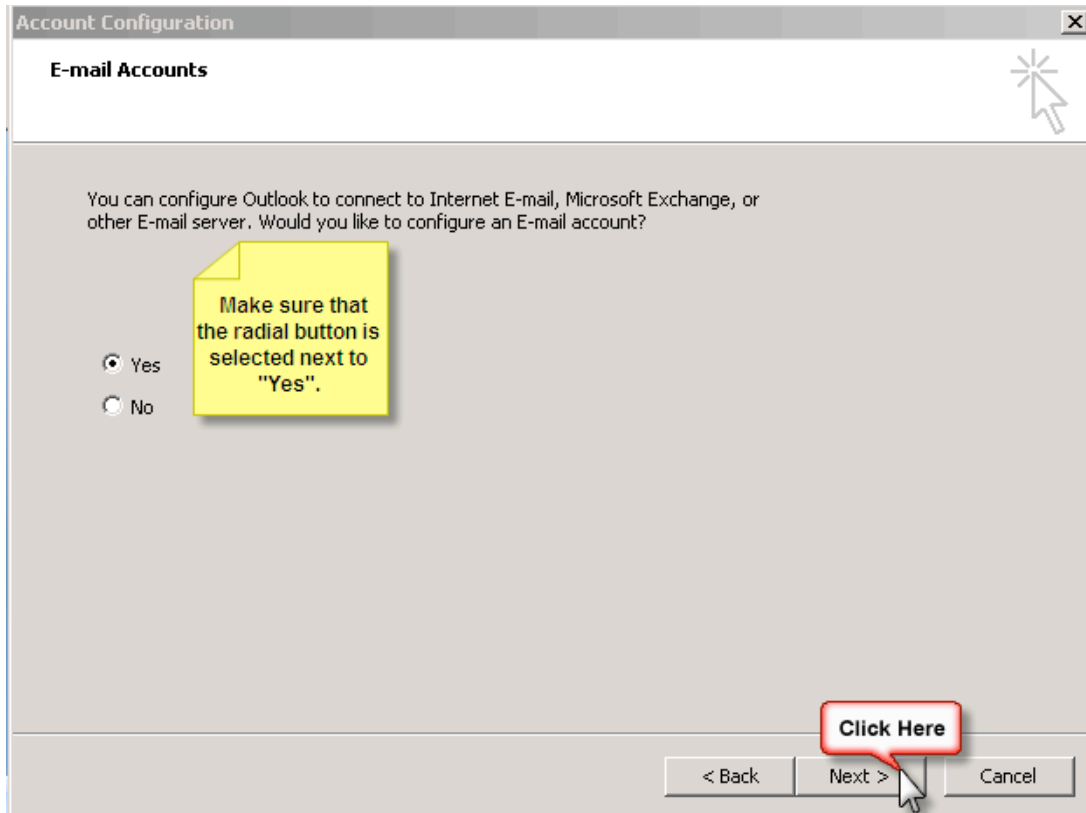 Account Configuration
E-mail Accounts
You can configure Outlook to connect to Internet E-mail, Microsoft Exchange, or
other E-mail server. Would you like to configure an E-mail account?
Make sure that
the radial button is
selected next to
"Yes".
Yes
No
Click Here
< Back
Next >
Cancel